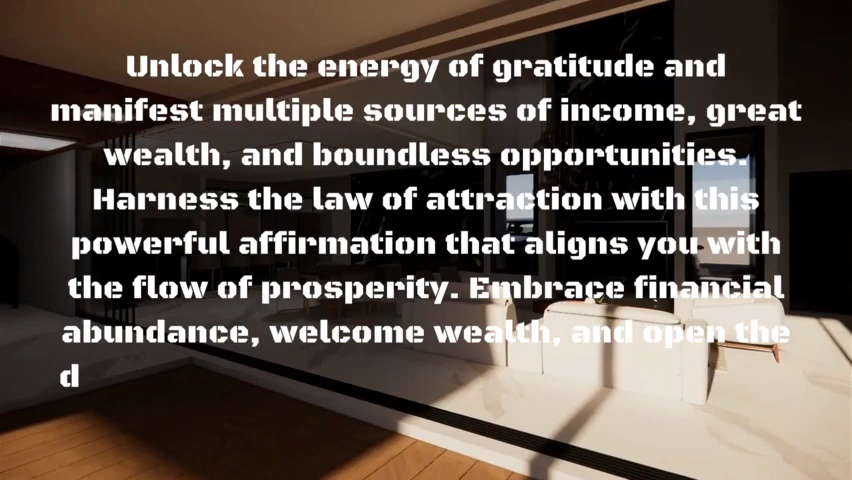 Unlock the energy of gratitude and
manifest multiple sources of income, great
wealth, and boundless opportunities.
Harness the law of attraction with this
powerful affirmation that aligns you with
the flow of prosperity. Embrace financial
abundance, welcome wealth, and open the
d